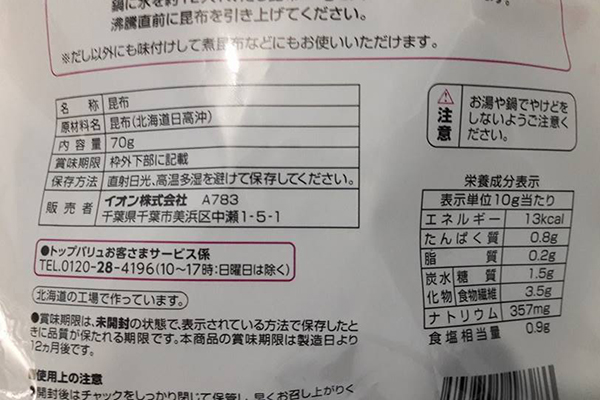 沸騰直前に昆布を引き上げてください。
※だし以外にも味付けして煮昆布などにもお使いいただけます。
名 称 昆布
原材料名 昆布(北海道日高沖)
内 容 量 70g
賞味期限 枠外下部に記載
保存方法 直射日光、高温多湿を避けて保存してください。
販 売 者 イオン株式会社 A783
千葉県千葉市美浜区中瀬1-5-1
●トップバリュお客さまサービス係
TEL.0120-28-4196(10〜17時:日曜日は除く)
北海道の工場で作っています。
●賞味期限は、未開封の状態で、表示されている方法で保存したと
きに品質が保たれる期限です。本商品の賞味期限は製造日より
12ヵ月後です。
使用上の注意
開封後はチャックをしっかり閉じて保管し、早くお召し上がりく
注意
お湯や鍋でやけどを
しないようご注意く
ださい。
栄養成分表示
表示単位10g当たり
エネルギー 13kcal
たんぱく質 0.8g
脂 質 0.2g
炭水化物 糖 質 1.5g
食物繊維 3.5g
ナトリウム 357mg
食塩相当量 0.9g